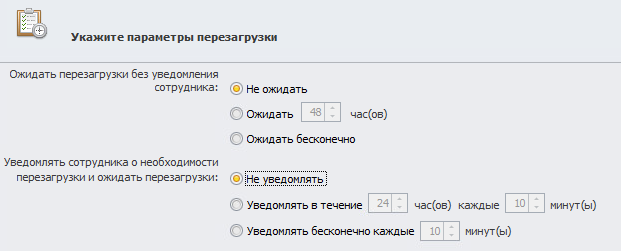 Укажите параметры перезагрузки
Ожидать перезагрузки без уведомления
сотрудника:
Не ожидать
Ожидать 48 час(ов)
Ожидать бесконечно
Уведомлять сотрудника о необходимости
перезагрузки и ожидать перезагрузки:
Не уведомлять
Уведомлять в течение 24 час(ов) каждые 10 минут(ы)
Уведомлять бесконечно каждые 10 минут(ы)